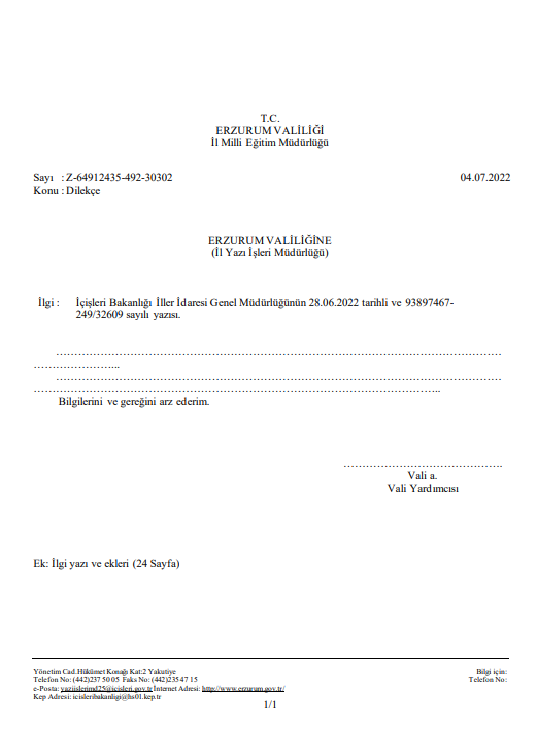 T.C.
ERZURUM VALİLİĞİ
İl Milli Eğitim Müdürlüğü
Sayı : Z-64912435-492-30302 04.07.2022
Konu : Dilekçe
ERZURUM VALİLİĞİNE
(İl Yazı İşleri Müdürlüğü)
İlgi : İçişleri Bakanlığı İller İdaresi Genel Müdürlüğünün 28.06.2022 tarihli ve 93897467-
249/32609 sayılı yazısı.
…………………………………………………………………………………………………
…………………...
…………………………………………………………………………………………………
………………………………………………………………………………………...
Bilgilerini ve gereğini arz ederim.
…………………………………..
Vali a.
Vali Yardımcısı
Ek: İlgi yazı ve ekleri (24 Sayfa)
Yönetim Cad.Hükümet Konağı Kat:2 Yakutiye Bilgi için:
Telefon No: (442)237 50 05 Faks No: (442)235 47 15 Telefon No:
e-Posta: yaziislerimd25@icisleri.gov.tr İnternet Adresi: http://www.erzurum.gov.tr/
Kep Adresi: icisleribakanligi@hs01.kep.tr
1/1